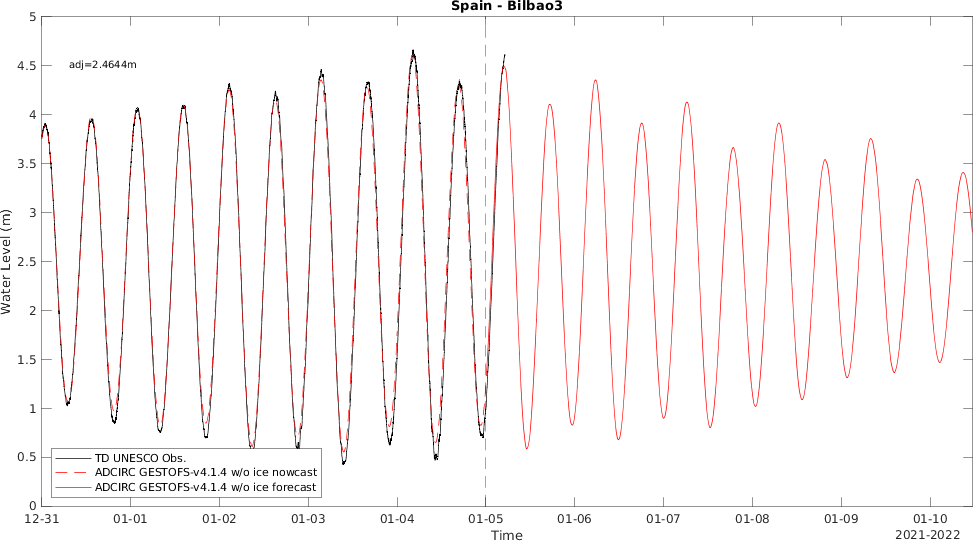 Spain - Bilbao3
adj=2.4644m
Water Level (m)
5
4.5
4
3.5
3
2.5
2
1.5
1
0.5
0
TD UNESCO Obs.
ADCIRC GESTOFS-v4.1.4 w/o ice nowcast
ADCIRC GESTOFS-v4.1.4 w/o ice forecast
12-31 01-01 01-02 01-03 01-04 01-05 01-06 01-07 01-08 01-09 01-10
Time
2021-2022